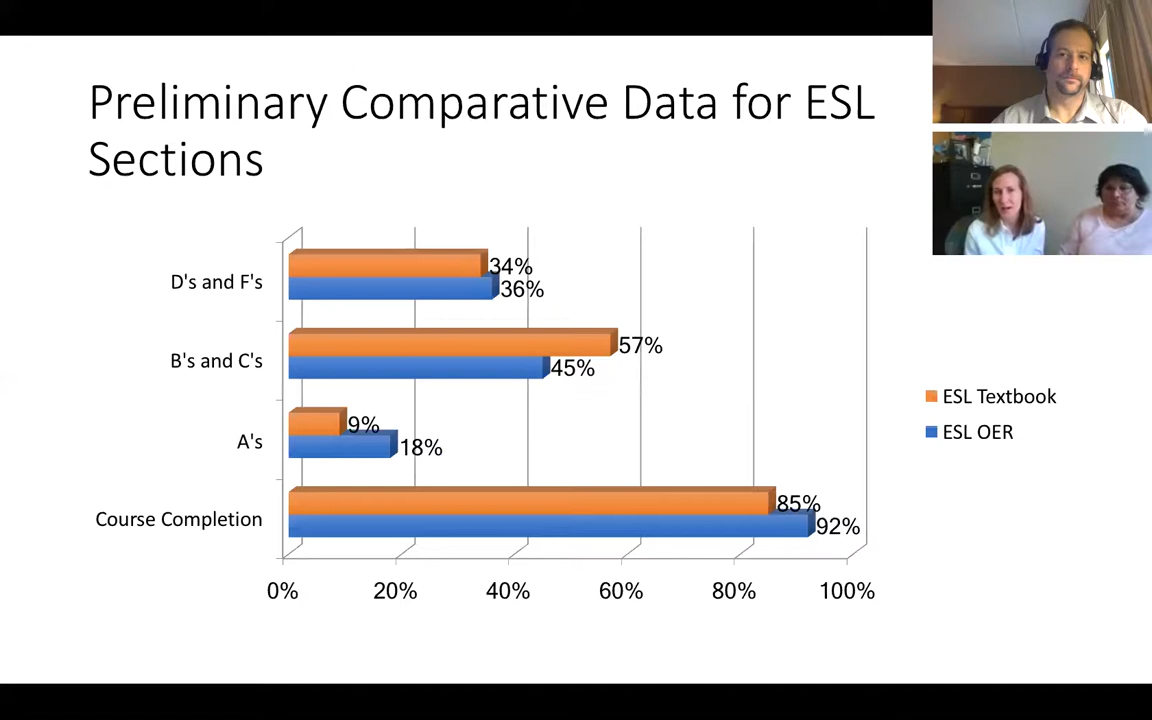 Preliminary Comparative Data for ESL
Sections
D's and F's
34%
36%
B's and C's
57%
45%
A's
9%
18%
Course Completion
85%
92%
0% 20% 40% 60% 80% 100%
ESL Textbook
ESL OER